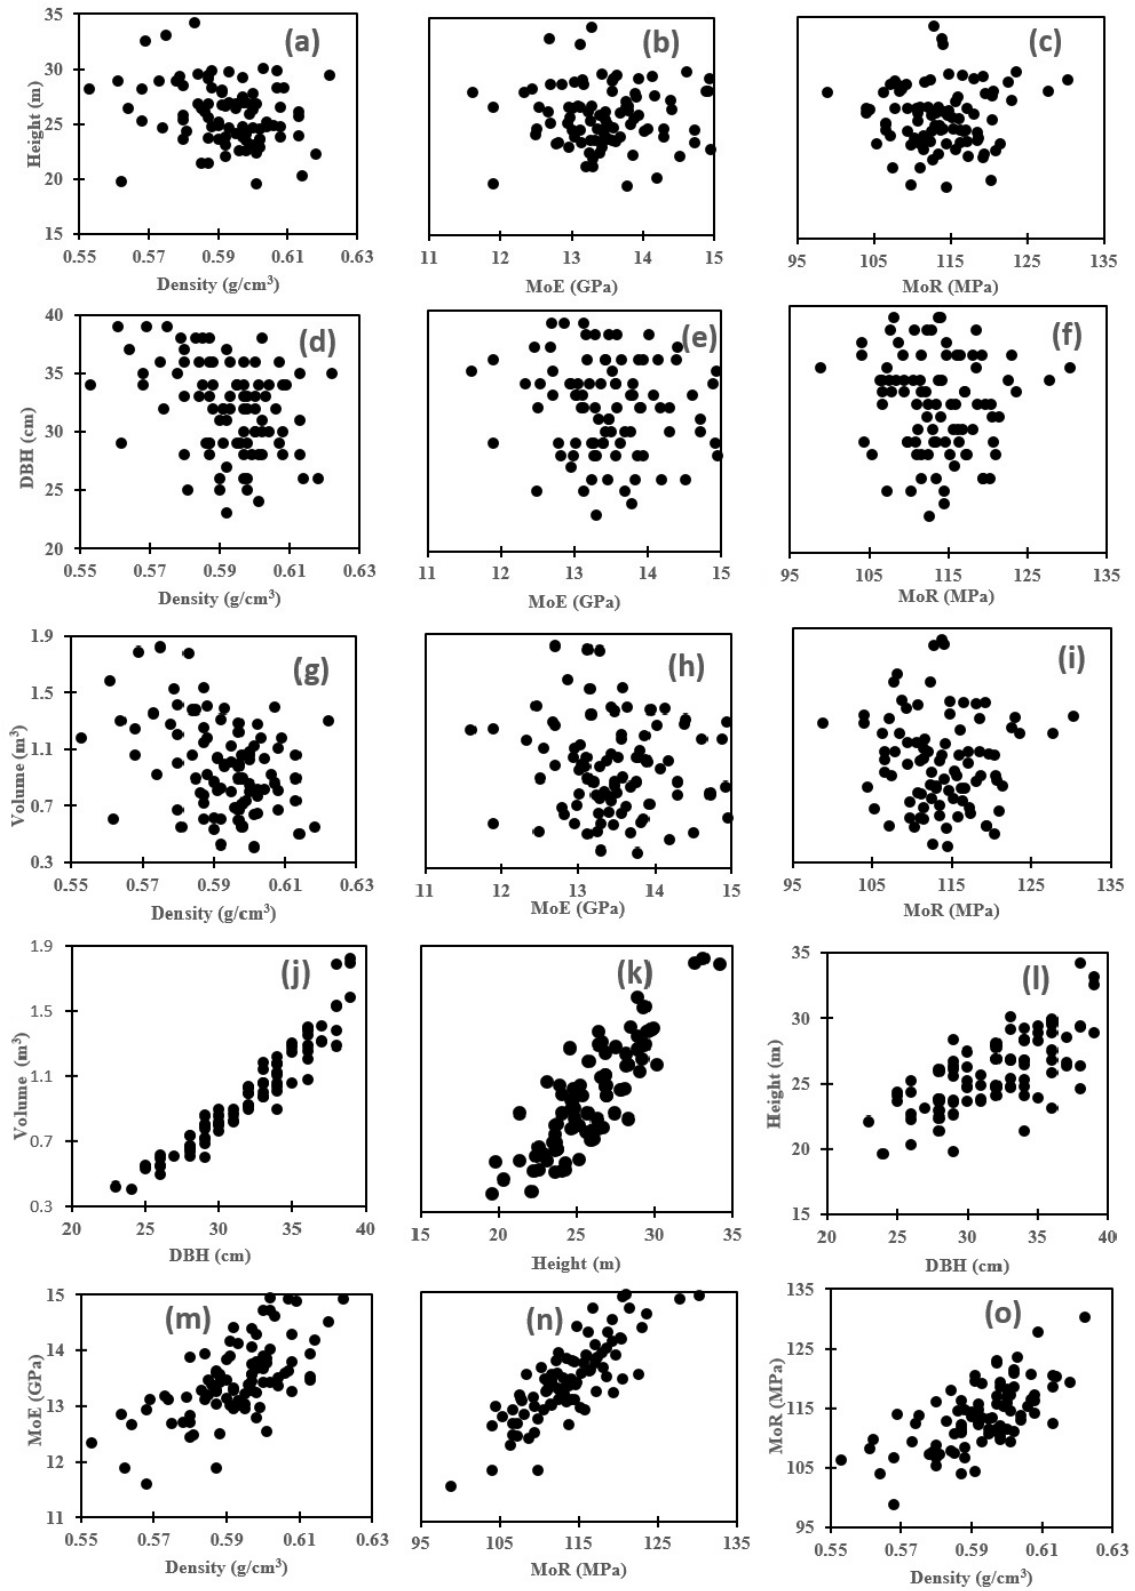 35
30
25
20
15
Height (m)
(a)
0.55 0.57 0.59 0.61 0.63
Density (g/cm³)
(b)
11 12 13 14 15
MoE (GPa)
(c)
95 105 115 125 135
MoR (MPa)
40
35
30
25
20
DBH (cm)
(d)
0.55 0.57 0.59 0.61 0.63
Density (g/cm³)
(e)
11 12 13 14 15
MoE (GPa)
(f)
95 105 115 125 135
MoR (MPa)
1.9
1.5
1.1
0.7
0.3
Volume (m³)
(g)
0.55 0.57 0.59 0.61 0.63
Density (g/cm³)
(h)
11 12 13 14 15
MoE (GPa)
(i)
95 105 115 125 135
MoR (MPa)
1.9
1.5
1.1
0.7
0.3
Volume (m³)
(j)
20 25 30 35 40
DBH (cm)
(k)
15 20 25 30 35
Height (m)
35
30
25
20
15
Height (m)
(l)
20 25 30 35 40
DBH (cm)
15
14
13
12
11
MoE (GPa)
(m)
0.55 0.57 0.59 0.61 0.63
Density (g/cm³)
(n)
95 105 115 125 135
MoR (MPa)
135
125
115
105
95
MoR (MPa)
(o)
0.55 0.57 0.59 0.61 0.63
Density (g/cm³)